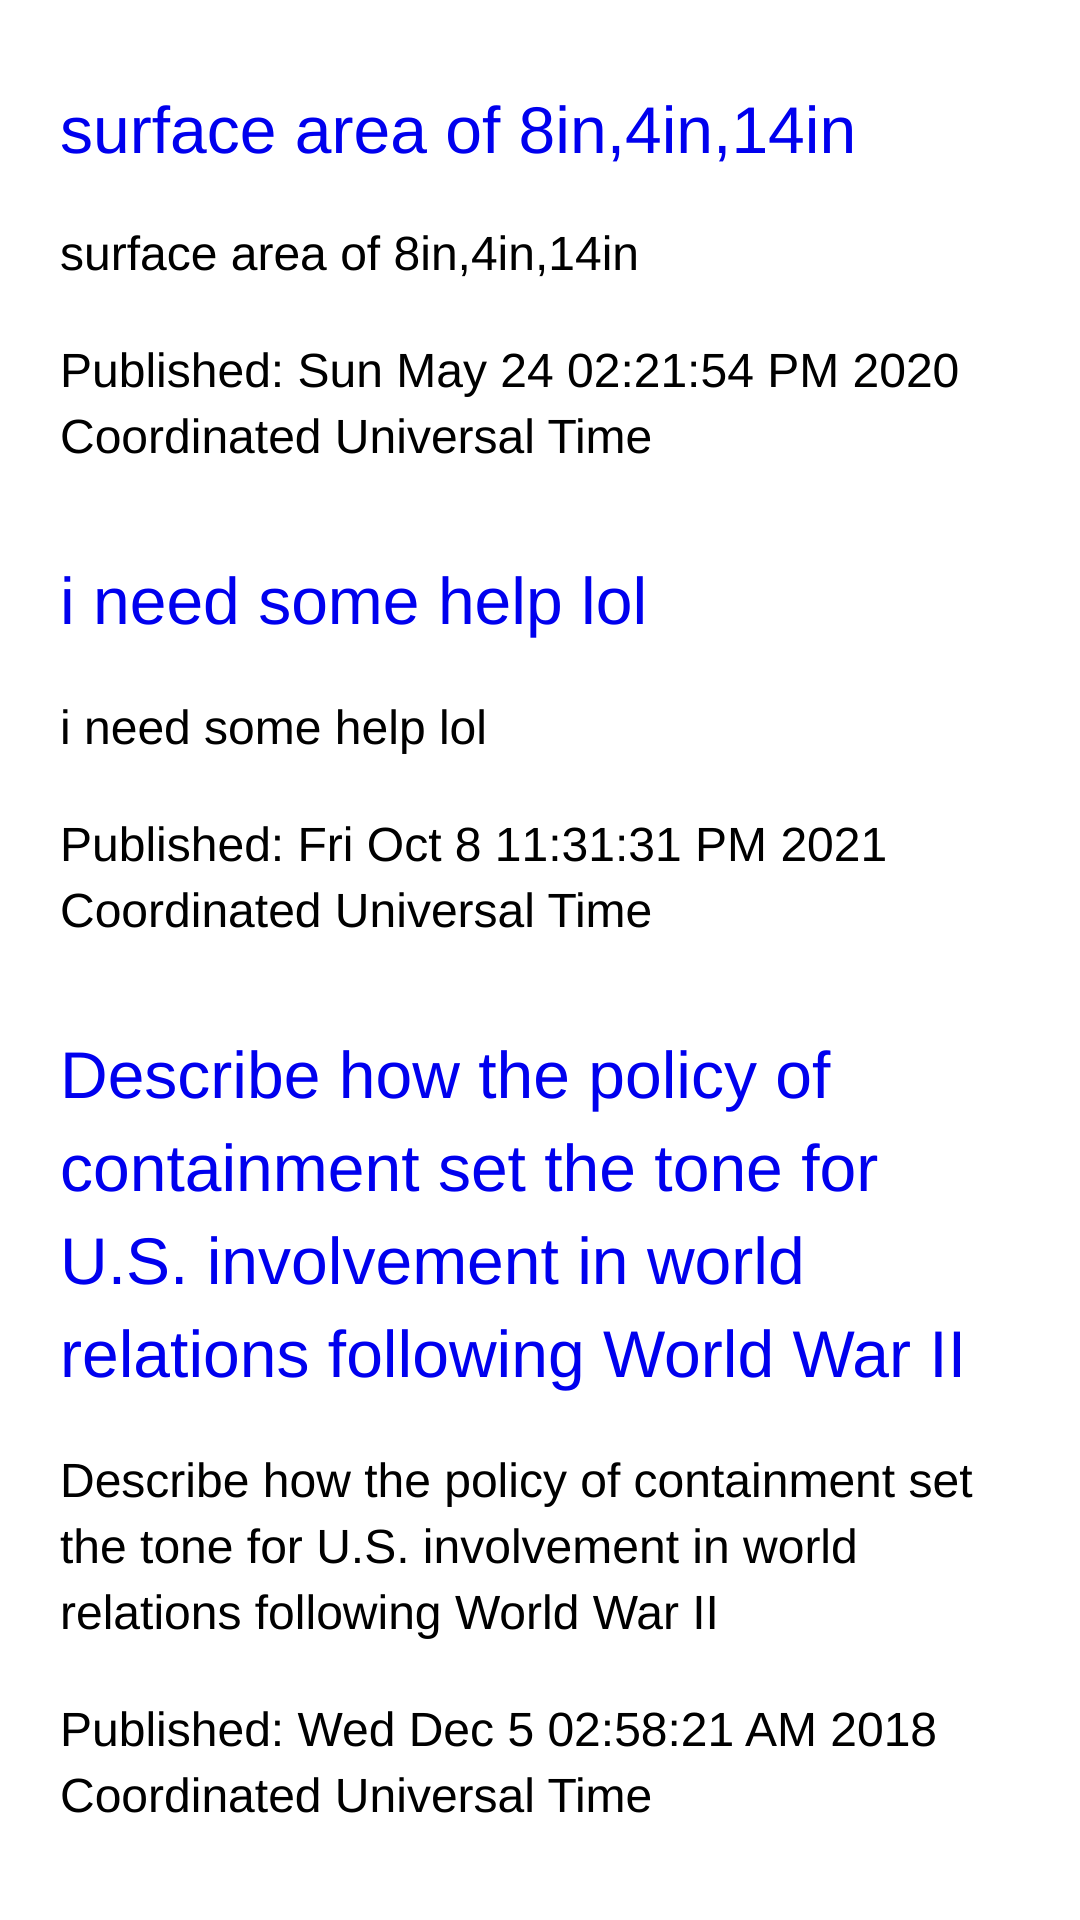 surface area of 8in,4in,14in
surface area of 8in,4in,14in
Published: Sun May 24 02:21:54 PM 2020
Coordinated Universal Time
i need some help lol
i need some help lol
Published: Fri Oct 8 11:31:31 PM 2021
Coordinated Universal Time
Describe how the policy of
containment set the tone for
U.S. involvement in world
relations following World War II
Describe how the policy of containment set
the tone for U.S. involvement in world
relations following World War II
Published: Wed Dec 5 02:58:21 AM 2018
Coordinated Universal Time